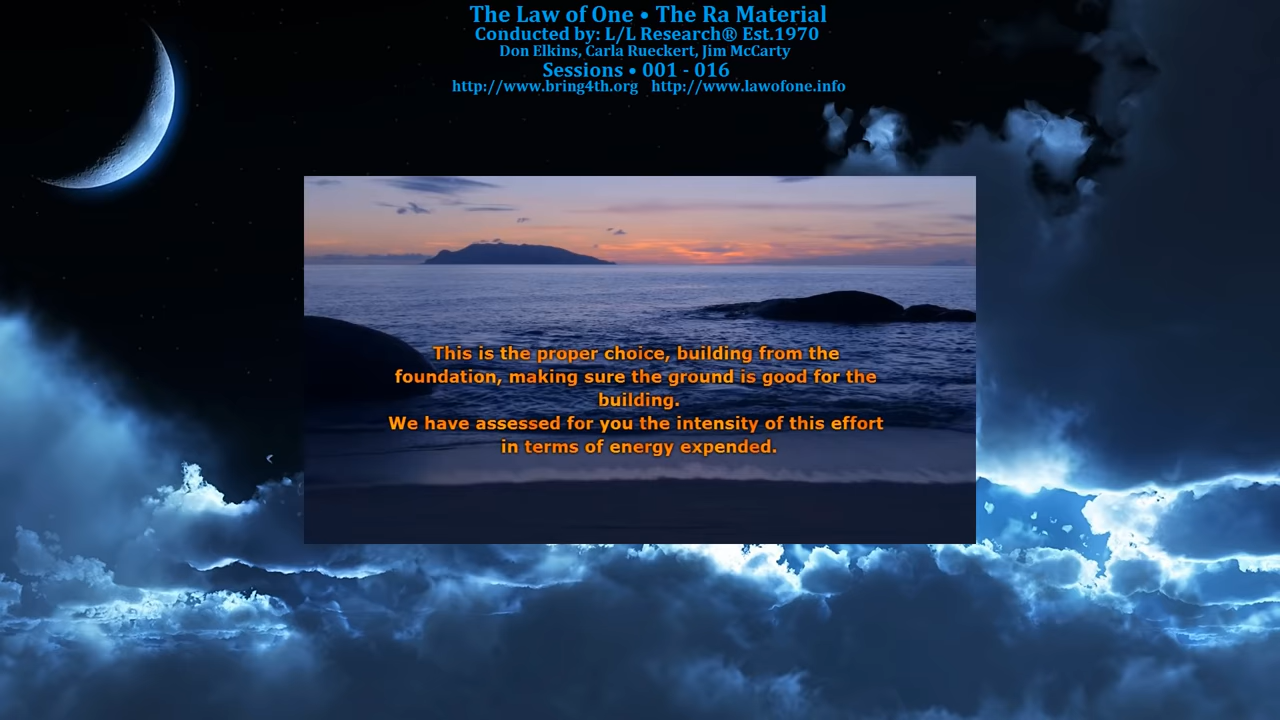 The Law of One • The Ra Material
Conducted by: L/L Research® Est.1970
Don Elkins, Carla Rueckert, Jim McCarty
Sessions • 001 - 016
http://www.bring4th.org http://www.lawofone.info
This is the proper choice, building from the
foundation, making sure the ground is good for the
building.
We have assessed for you the intensity of this effort
in terms of energy expended.